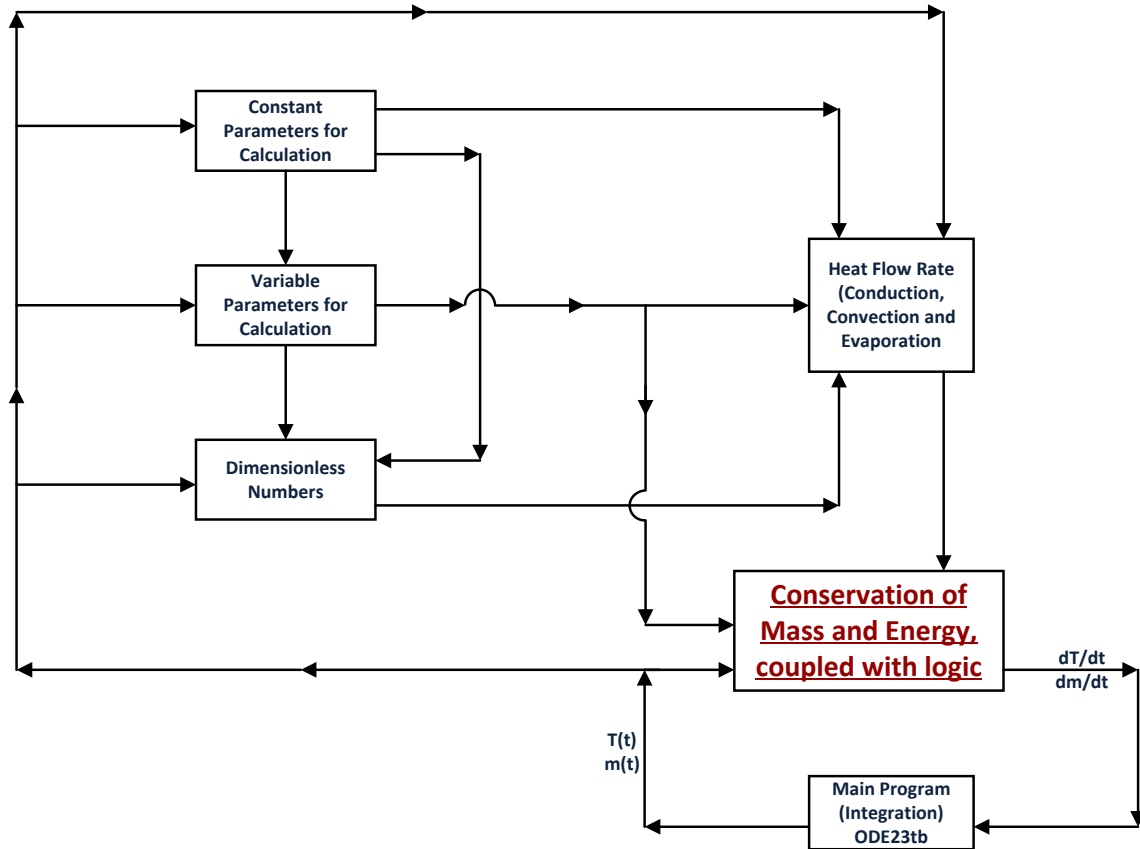 Constant
Parameters for
Calculation
Variable
Parameters for
Calculation
Heat Flow Rate
(Conduction,
Convection and
Evaporation
Dimensionless
Numbers
Conservation of
Mass and Energy,
coupled with logic
dT/dt
dm/dt
T(t)
m(t)
Main Program
(Integration)
ODE23tb